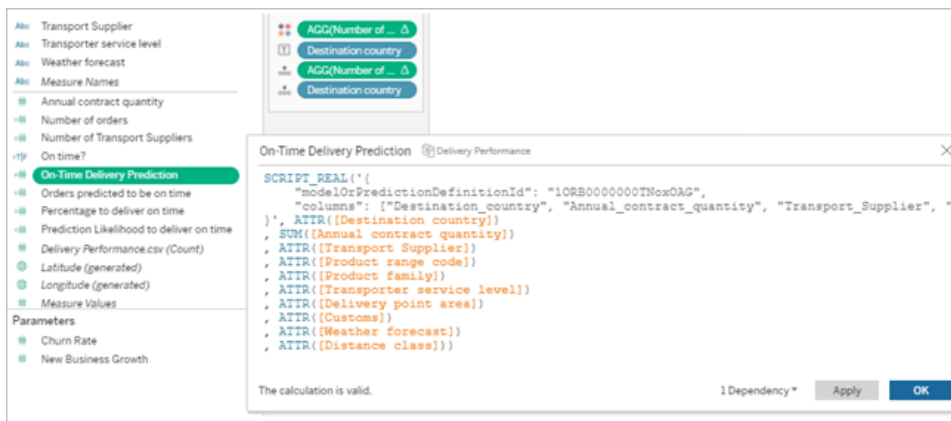 Transport Supplier
Transporter service level
Weather forecast
Measure Names
Annual contract quantity
Number of orders
Number of Transport Suppliers
On time?
On-Time Delivery Prediction
Orders predicted to be on time
Percentage to deliver on time
Prediction Likelihood to deliver on time
Delivery Performance.csv (Count)
Latitude (generated)
Longitude (generated)
Measure Values
Parameters
Churn Rate
New Business Growth
AGG(Number of ...
Destination country
AGG(Number of ...
Destination country
On-Time Delivery Prediction Delivery Performance
SCRIPT_REAL('{
"modelOrPredictionDefinitionId": "1ORB0000000TNoxOAG",
"columns": ["Destination_country", "Annual_contract_quantity", "Transport_Supplier", "
}', ATTR([Destination country])
, SUM([Annual contract quantity])
, ATTR([Transport Supplier])
, ATTR([Product range code])
, ATTR([Product family])
, ATTR([Transporter service level])
, ATTR([Delivery point area])
, ATTR([Customs])
, ATTR([Weather forecast])
, ATTR([Distance class]))
The calculation is valid.
1 Dependency
Apply
OK